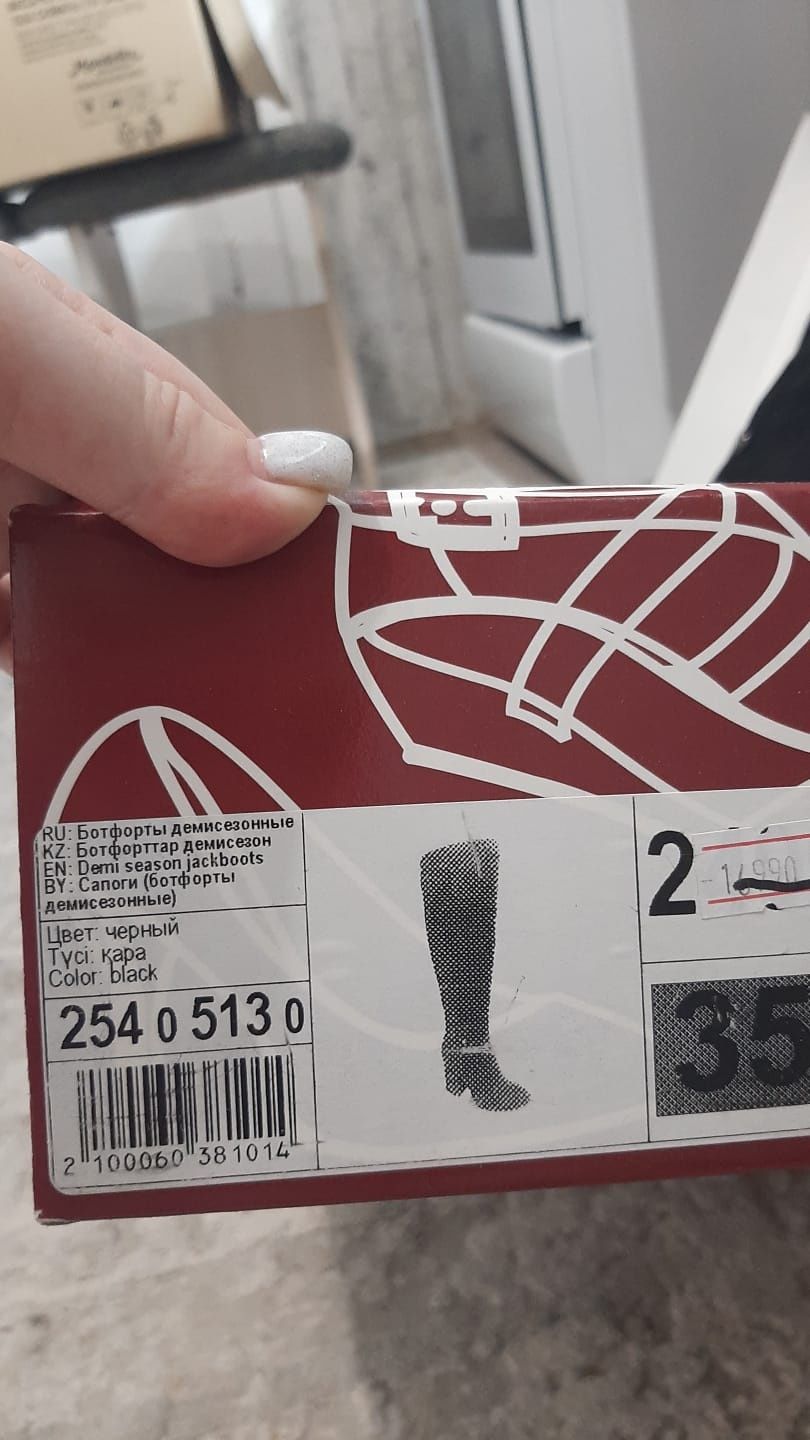 RU: Ботфорты демисезонные
KZ: Ботфорттар демисезон
EN: Demi season jackboots
BY: Сапоги (ботфорты
демисезонные)
Цвет: черный
Түсі: қара
Color: black
254 0 513 0
2 100060 381014
2
14990
35